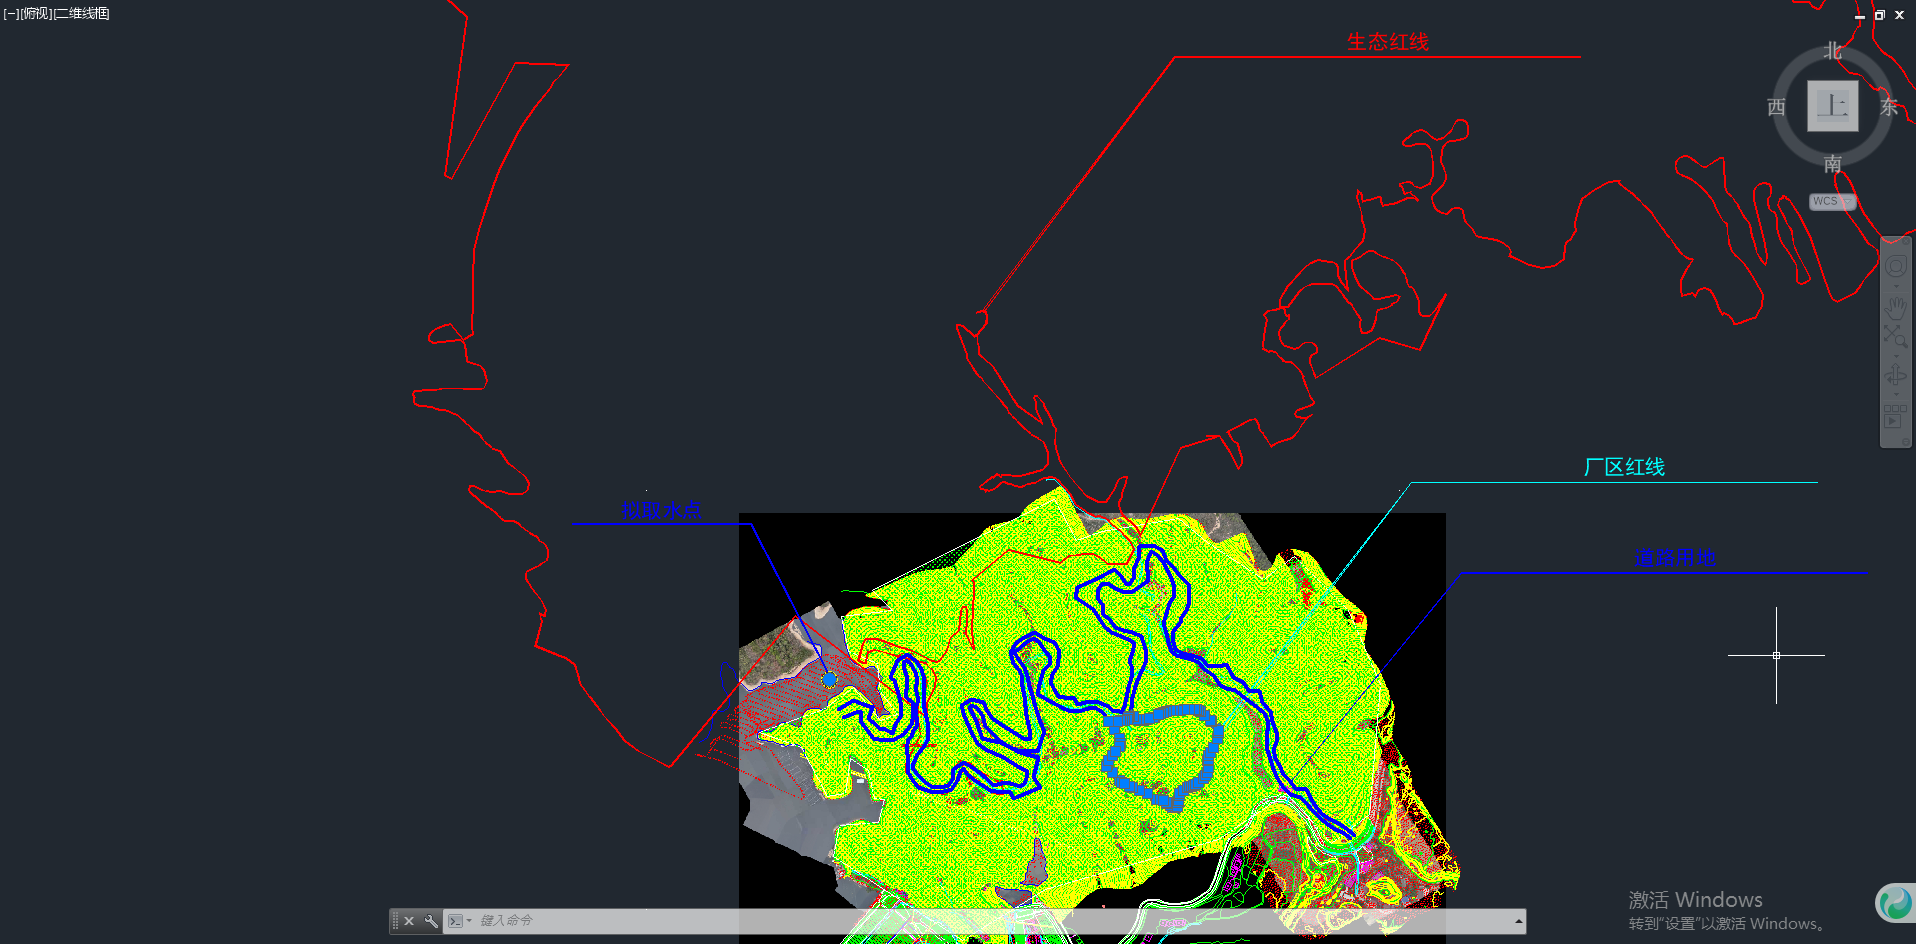 [−][俯视][二维线框]
生态红线
北
西
上
东
南
WCS
厂区红线
拟取水点
道路用地
键入命令
激活 Windows
转到“设置”以激活 Windows。